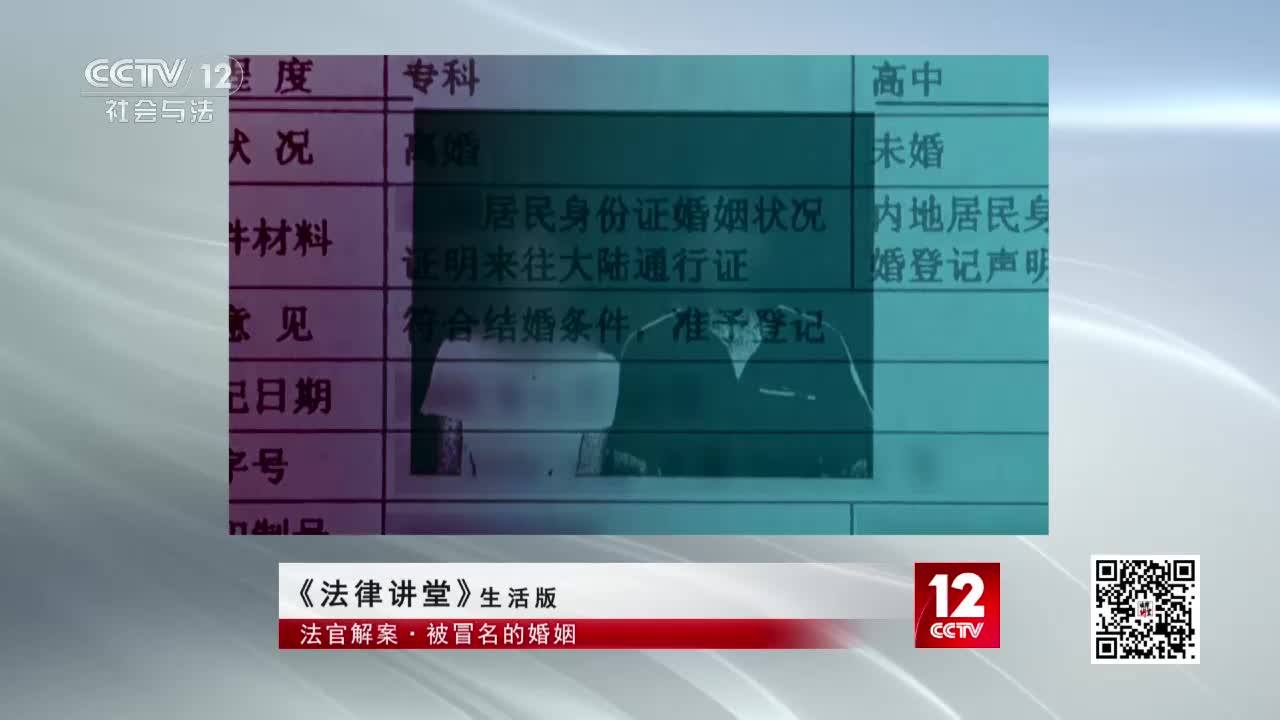 CCTV 12
社会与法
程 度 专科 高中
状 况 离婚 未婚
件材料 居民身份证婚姻状况 内地居民身
证明来往大陆通行证 婚登记声明
意 见 符合结婚条件，准予登记
记日期
字号
印制号
《法律讲堂》生活版
法官解案·被冒名的婚姻
12
CCTV